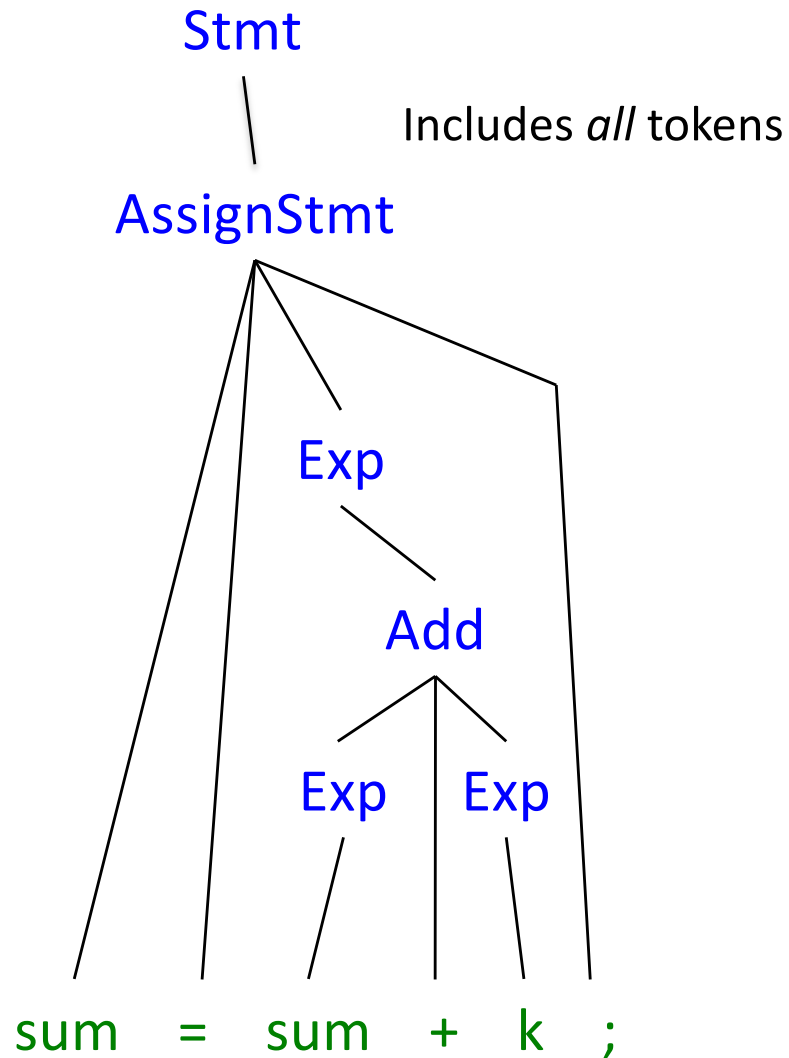 Stmt
Includes all tokens
AssignStmt
Exp
Add
Exp Exp
sum = sum + k ;